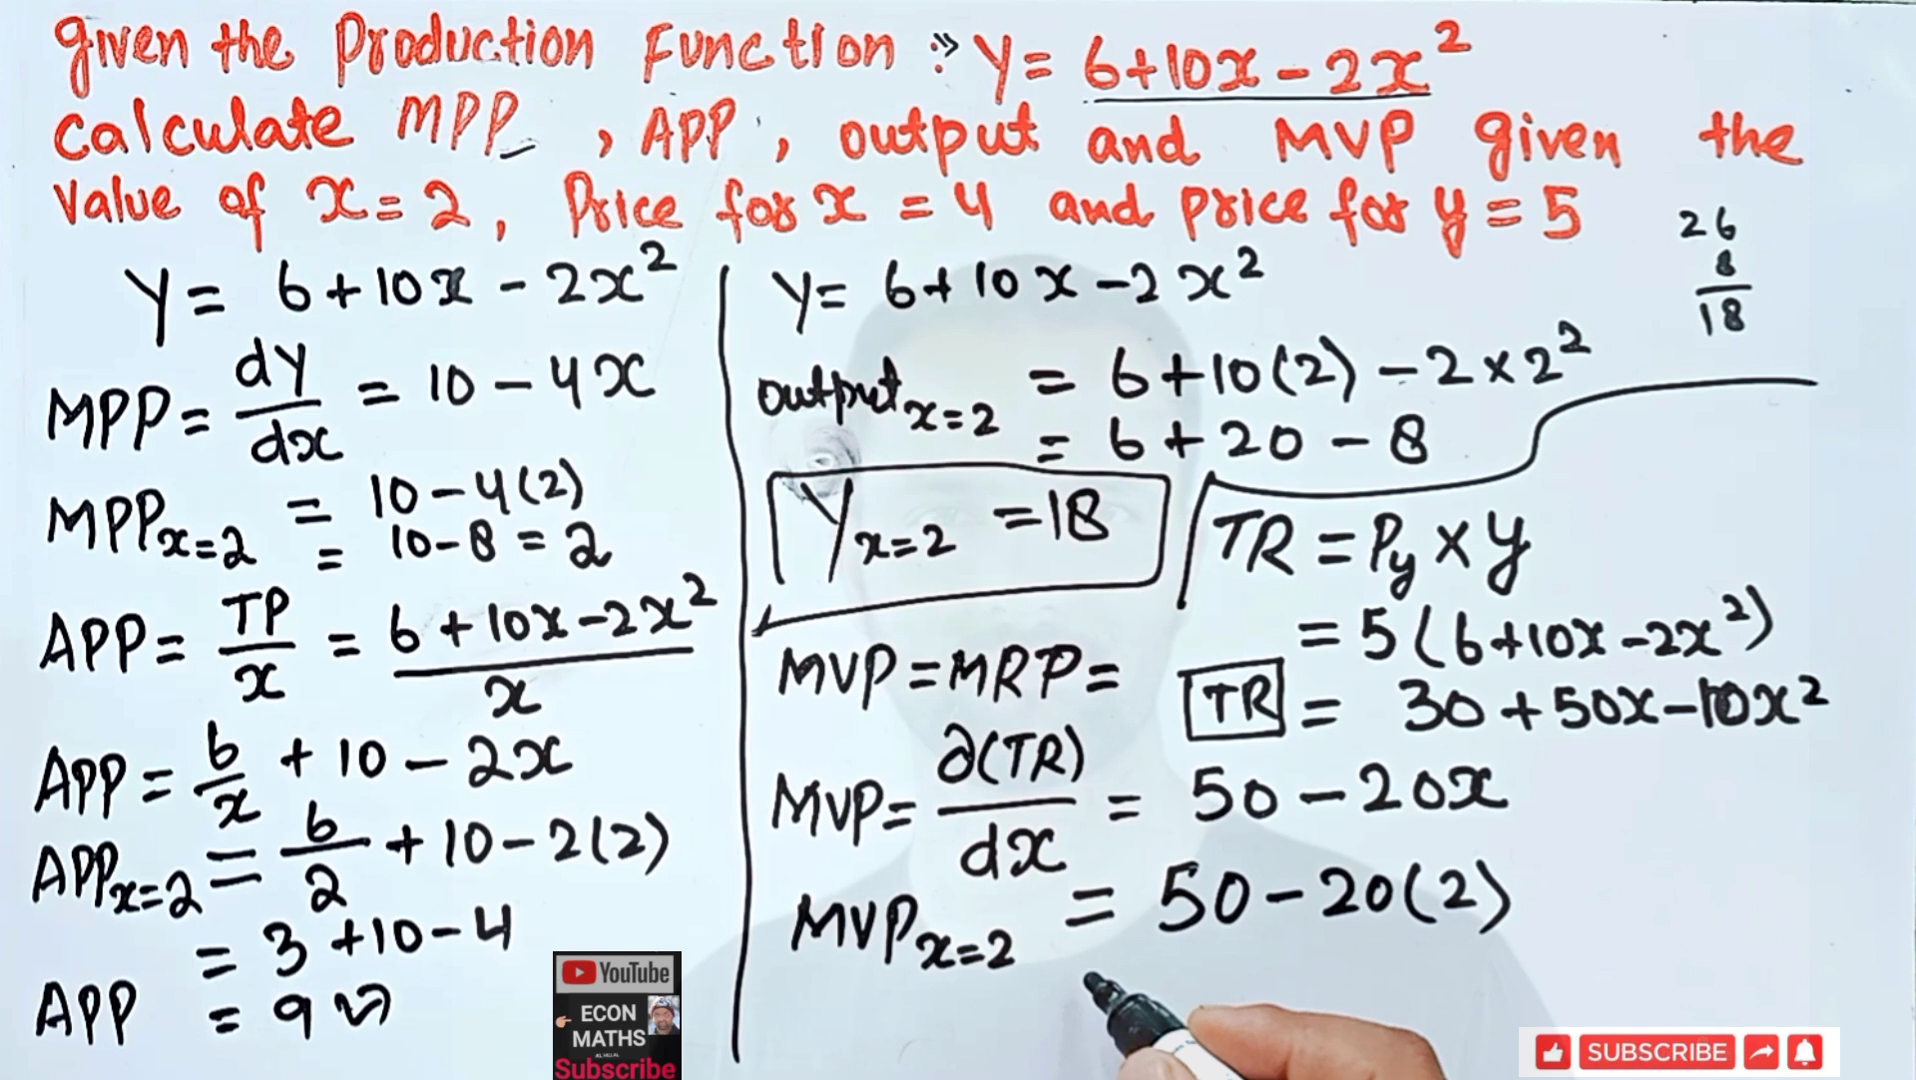 given the Production Function :» Y = 6+10x-2x²
Calculate MPP, APP, output and MVP given the
Value of x=2, Price for x = 4 and price for y = 5
Y = 6+10x - 2x²
MPP = dy/dx = 10 - 4x
MPPx=2 = 10 - 4(2)
= 10-8 = 2
APP = TP/x = 6+10x-2x²/x
APP = 6/x + 10 - 2x
APPx=2 = 6/2 + 10 - 2(2)
= 3 +10-4
APP = 9
Y = 6+10x-2x²
26
8
18
outputx=2 = 6+10(2) - 2×2²
= 6+20-8
Yx=2 = 18
TR = Py × y
= 5(6+10x-2x²)
TR = 30+50x-10x²
MVP = MRP =
MVP = ∂(TR)/dx = 50-20x
MVPx=2 = 50-20(2)
YouTube
ECON
MATHS
Subscribe
SUBSCRIBE